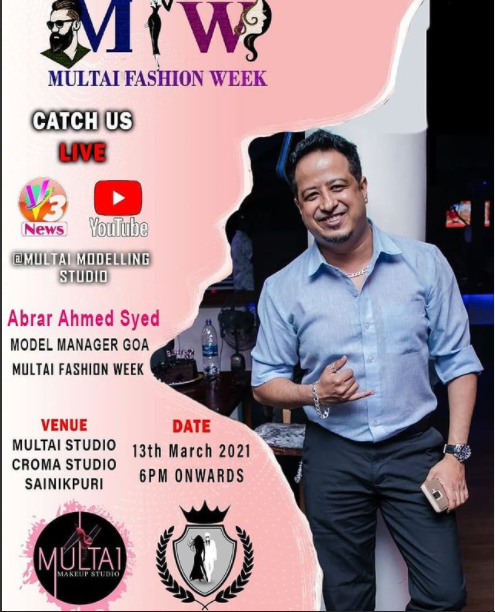 MFW
MULTAI FASHION WEEK
CATCH US
LIVE
V3
News
YouTube
@MULTAI MODELLING
STUDIO
Abrar Ahmed Syed
MODEL MANAGER GOA
MULTAI FASHION WEEK
VENUE
MULTAI STUDIO
CROMA STUDIO
SAINIKPURI
DATE
13th March 2021
6PM ONWARDS
MULTAI
MAKEUP STUDIO